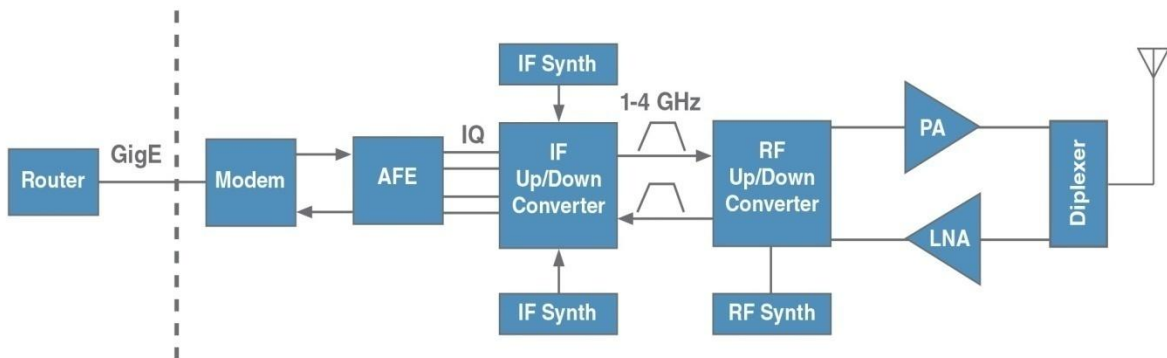 Router
GigE
Modem
AFE
IQ
IF Synth
IF
Up/Down
Converter
IF Synth
1-4 GHz
RF
Up/Down
Converter
RF Synth
PA
LNA
Diplexer